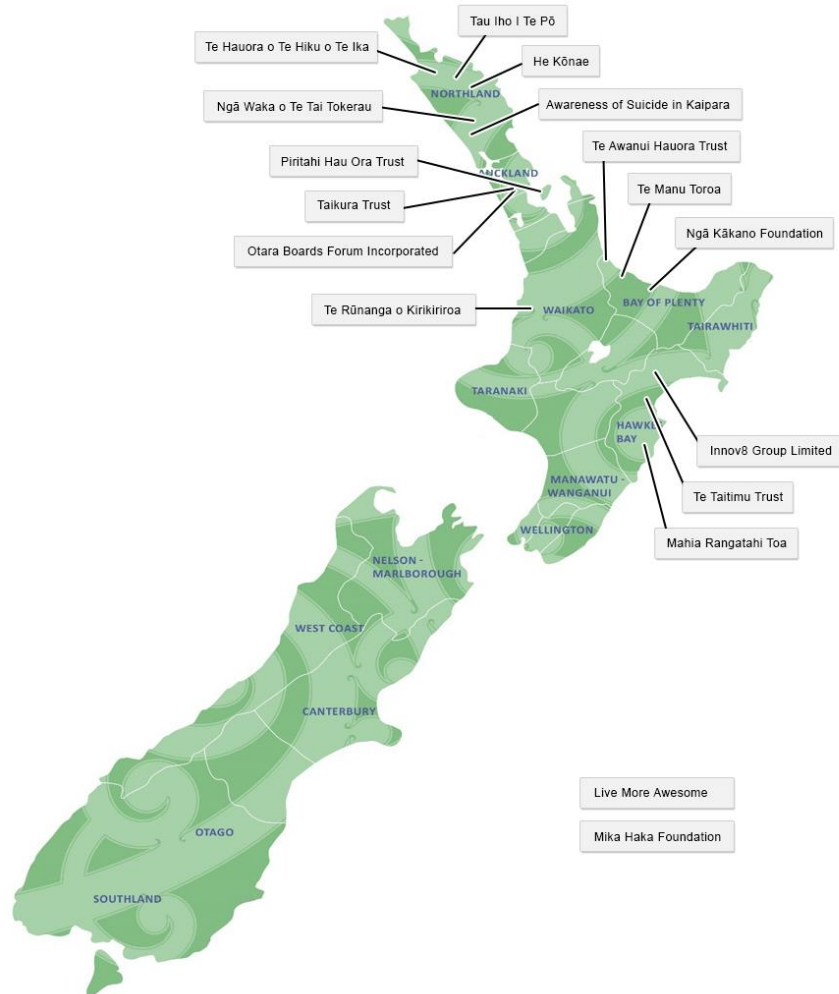 Tau Iho I Te Pō
Te Hauora o Te Hiku o Te Ika
He Kōnae
NORTHLAND
Ngā Waka o Te Tai Tokerau
Awareness of Suicide in Kaipara
Te Awanui Hauora Trust
Piritahi Hau Ora Trust
AUCKLAND
Te Manu Toroa
Taikura Trust
Ngā Kākano Foundation
Otara Boards Forum Incorporated
Te Rūnanga o Kirikiriroa
WAIKATO
BAY OF PLENTY
TAIRAWHITI
TARANAKI
HAWKE
BAY
Innov8 Group Limited
MANAWATU -
WANGANUI
Te Taitimu Trust
WELLINGTON
Mahia Rangatahi Toa
NELSON -
MARLBOROUGH
WEST COAST
CANTERBURY
Live More Awesome
OTAGO
Mika Haka Foundation
SOUTHLAND